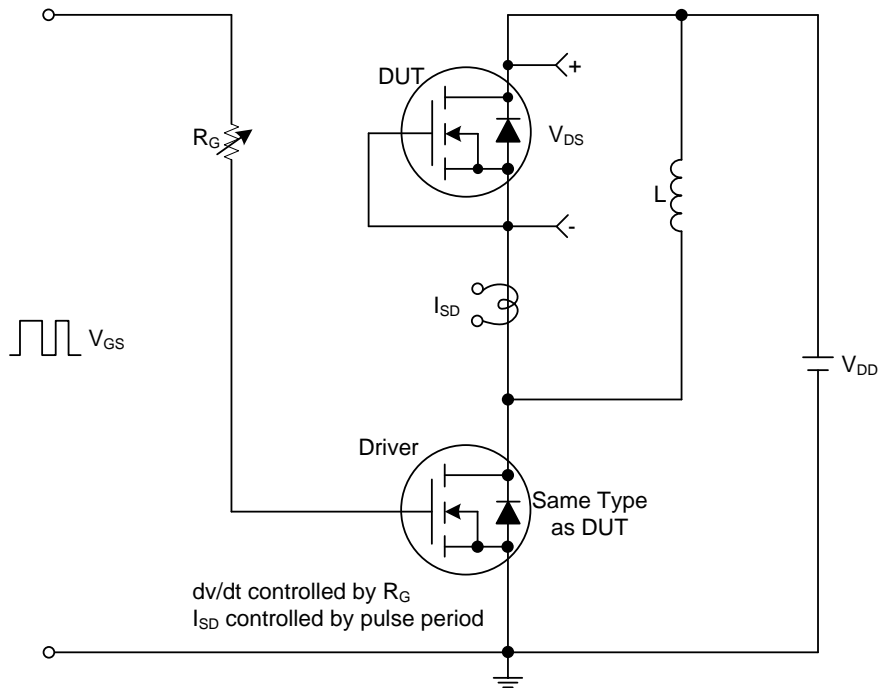 DUT
+
R_G
V_DS
-
L
I_SD
V_GS
V_DD
Driver
Same Type
as DUT
dv/dt controlled by R_G
I_SD controlled by pulse period